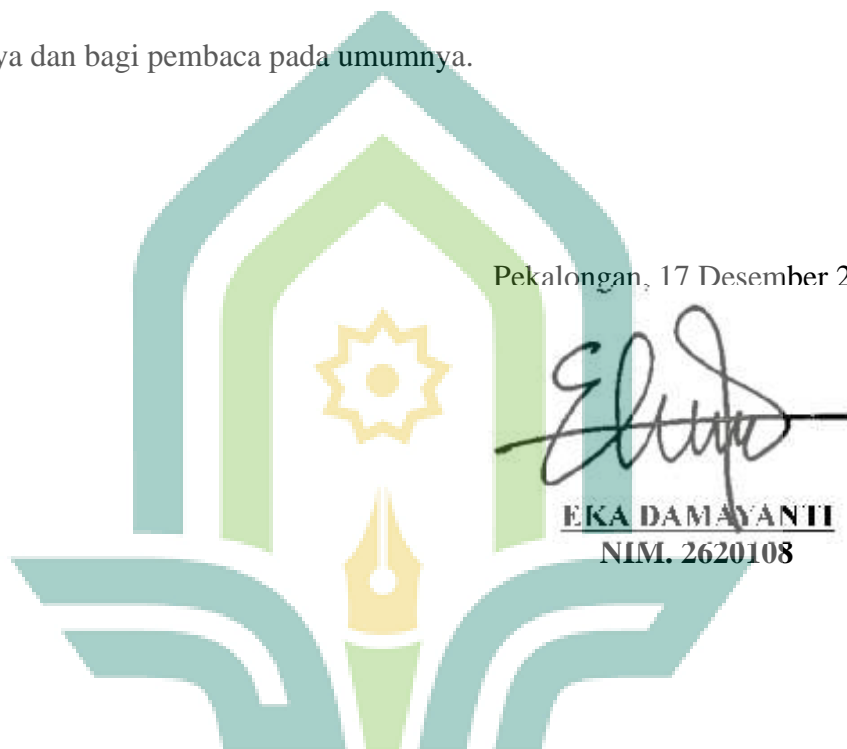 ya dan bagi pembaca pada umumnya.
Pekalongan, 17 Desember 2
EKA DAMAYANTI
NIM. 2620108